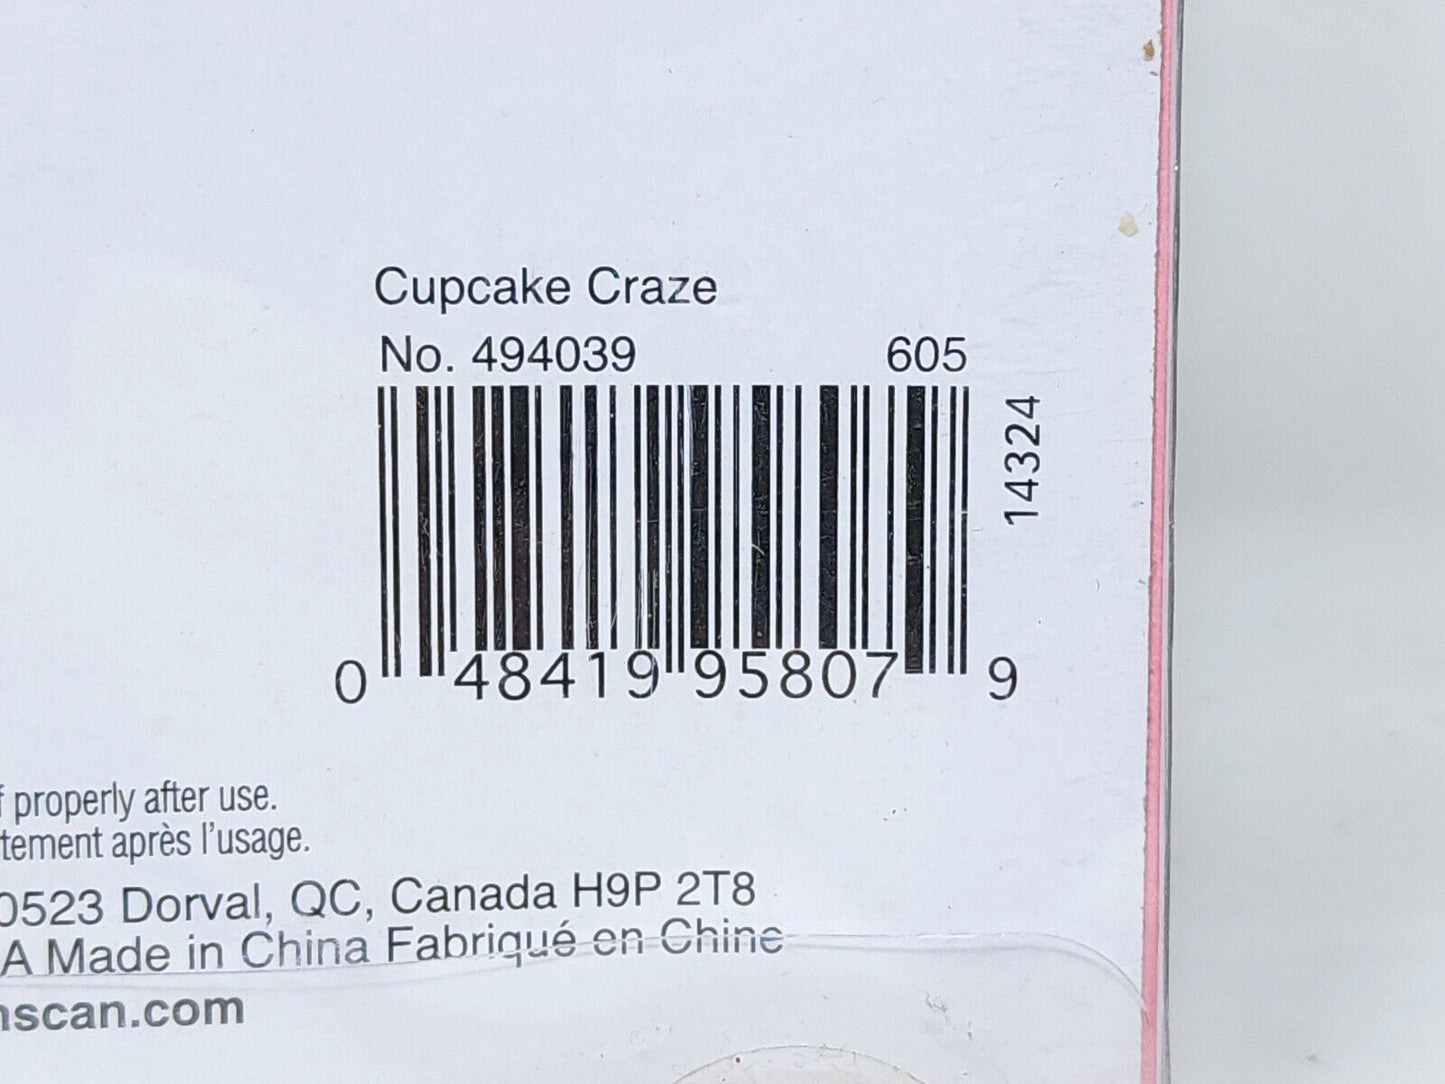 Cupcake Craze
No. 494039 605
14324
0 48419 95807 9
properly after use.
tement après l'usage.
0523 Dorval, QC, Canada H9P 2T8
A Made in China Fabriqué en Chine
nscan.com